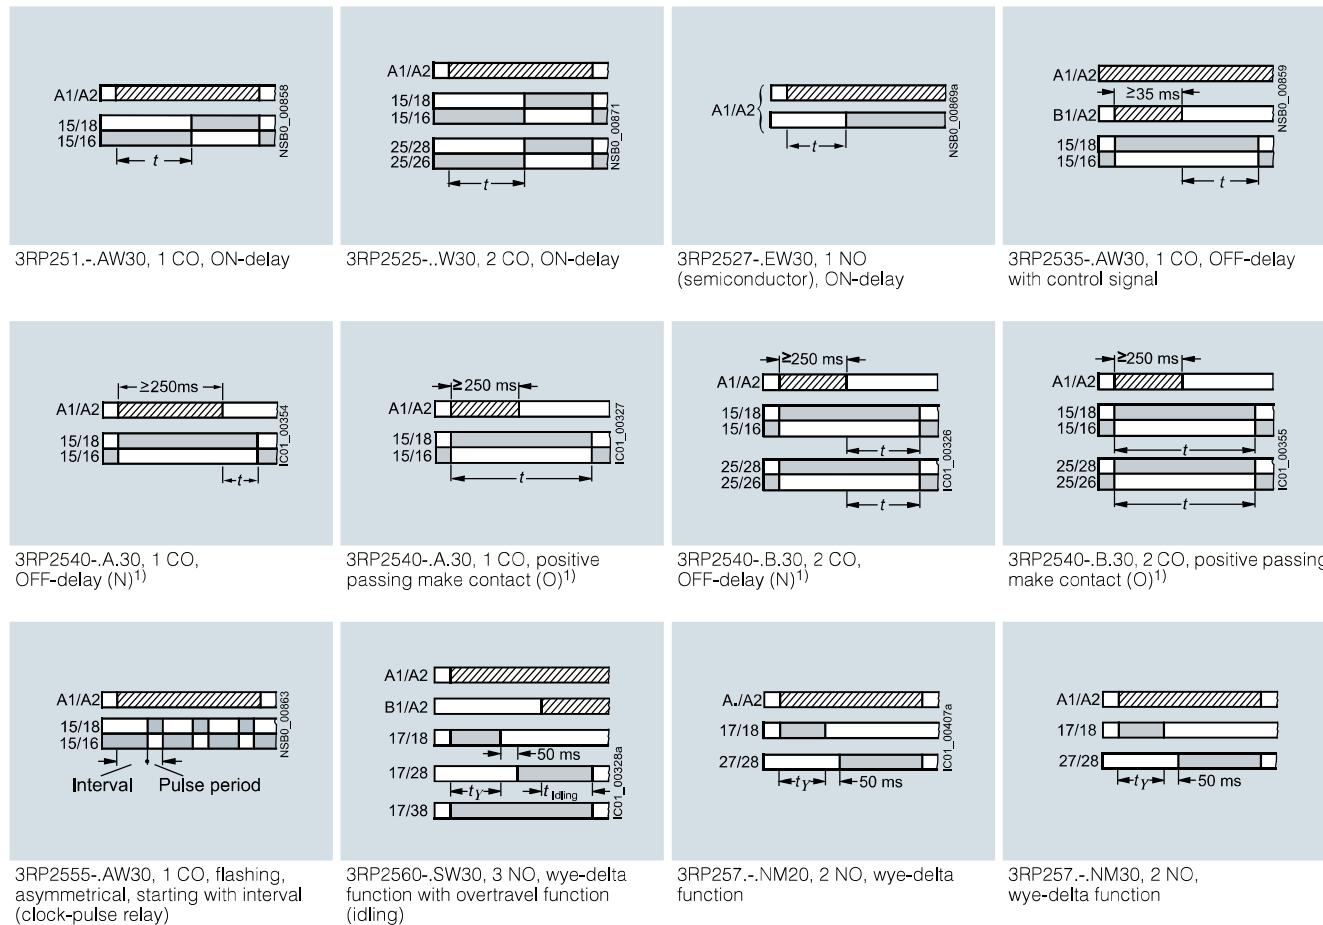 A1/A2
15/18
15/16
t
NSB0_00858
3RP251.-.AW30, 1 CO, ON-delay
A1/A2
15/18
15/16
25/28
25/26
t
NSB0_00871
3RP2525-..W30, 2 CO, ON-delay
A1/A2
t
NSB0_00869a
3RP2527-.EW30, 1 NO
(semiconductor), ON-delay
A1/A2
≥35 ms
B1/A2
15/18
15/16
t
NSB0_00859
3RP2535-.AW30, 1 CO, OFF-delay
with control signal
≥250ms
A1/A2
15/18
15/16
t
IC01_00354
3RP2540-.A.30, 1 CO,
OFF-delay (N)1)
≥250 ms
A1/A2
15/18
15/16
t
IC01_00327
3RP2540-.A.30, 1 CO, positive
passing make contact (O)1)
≥250 ms
A1/A2
15/18
15/16
t
25/28
25/26
t
IC01_00326
3RP2540-.B.30, 2 CO,
OFF-delay (N)1)
≥250 ms
A1/A2
15/18
15/16
t
25/28
25/26
t
IC01_00355
3RP2540-.B.30, 2 CO, positive passing
make contact (O)1)
A1/A2
15/18
15/16
Interval Pulse period
NSB0_00863
3RP2555-.AW30, 1 CO, flashing,
asymmetrical, starting with interval
(clock-pulse relay)
A1/A2
B1/A2
17/18
50 ms
17/28
tY tIdling
17/38
IC01_00328a
3RP2560-.SW30, 3 NO, wye-delta
function with overtravel function
(idling)
A./A2
17/18
27/28
tY 50 ms
IC01_00407a
3RP257.-.NM20, 2 NO, wye-delta
function
A1/A2
17/18
27/28
tY 50 ms
3RP257.-.NM30, 2 NO,
wye-delta function